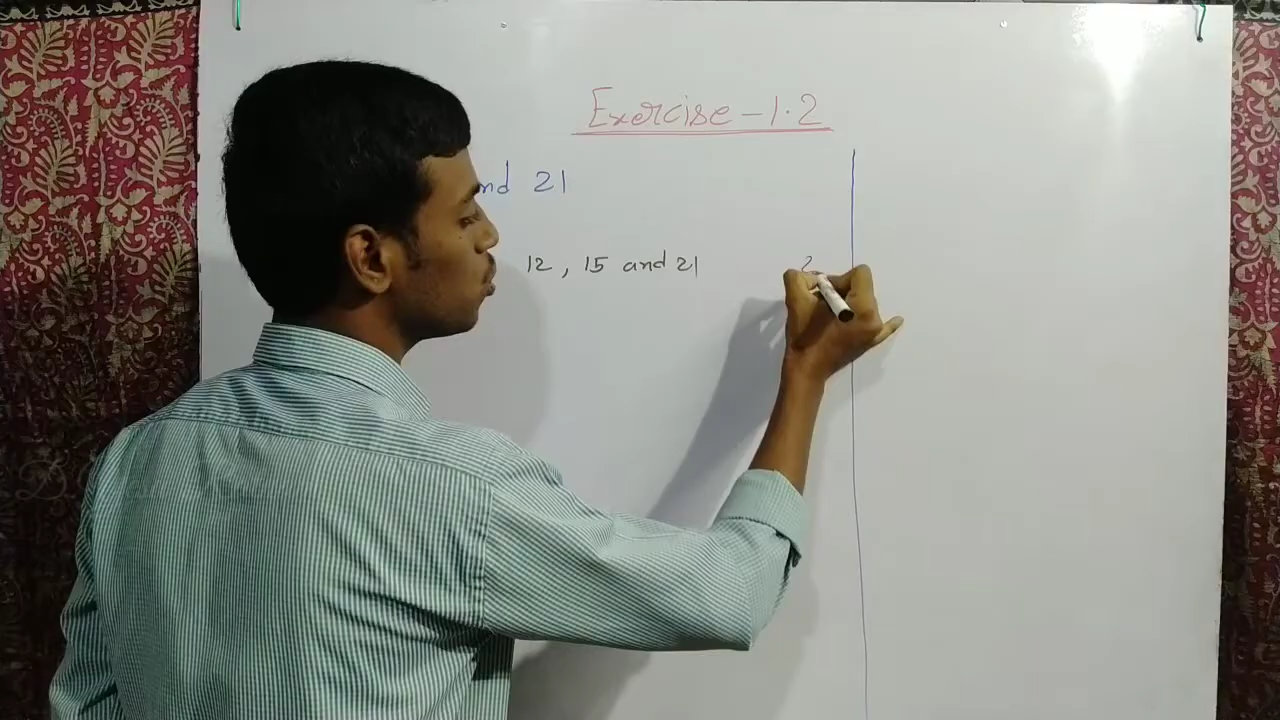 Exercise - 1.2
and 21
12, 15 and 21
2